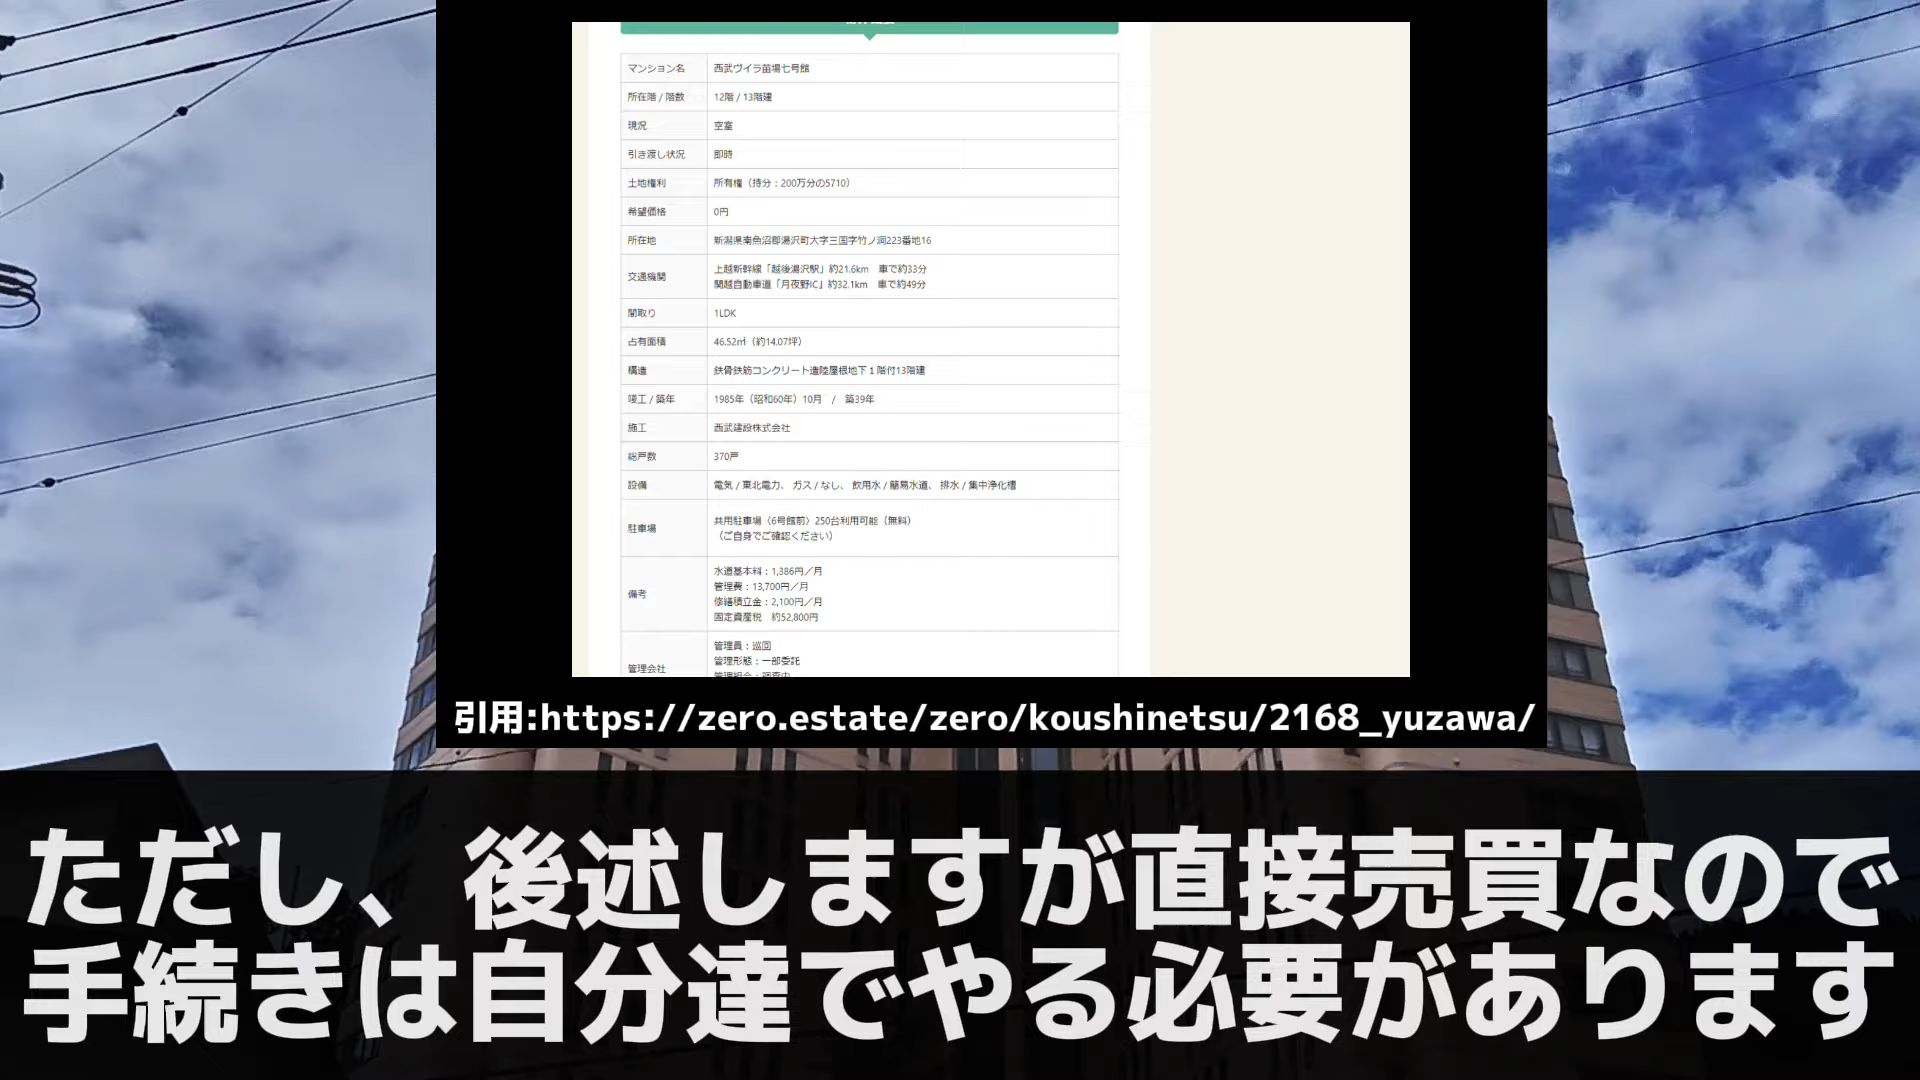 マンション名 西武ヴイラ苗場七号館
所在階 / 階数 12階 / 13階建
現況 空室
引き渡し状況 即時
土地権利 所有権（持分：200万分の5710）
希望価格 0円
所在地 新潟県南魚沼郡湯沢町大字三国字竹ノ洞223番地16
交通機関 上越新幹線「越後湯沢駅」約21.6km 車で約33分
関越自動車道「月夜野IC」約32.1km 車で約49分
間取り 1LDK
占有面積 46.52㎡（約14.07坪）
構造 鉄骨鉄筋コンクリート造陸屋根地下１階付13階建
竣工 / 築年 1985年（昭和60年）10月 / 築39年
施工 西武建設株式会社
総戸数 370戸
設備 電気 / 東北電力、 ガス / なし、 飲用水 / 簡易水道、 排水 / 集中浄化槽
駐車場 共用駐車場（6号館前）250台利用可能（無料）
（ご自身でご確認ください）
備考 水道基本料：1,386円／月
管理費：13,700円／月
修繕積立金：2,100円／月
固定資産税 約52,800円
管理会社 管理員：巡回
管理形態：一部委託
引用:https://zero.estate/zero/koushinetsu/2168_yuzawa/
ただし、後述しますが直接売買なので
手続きは自分達でやる必要があります